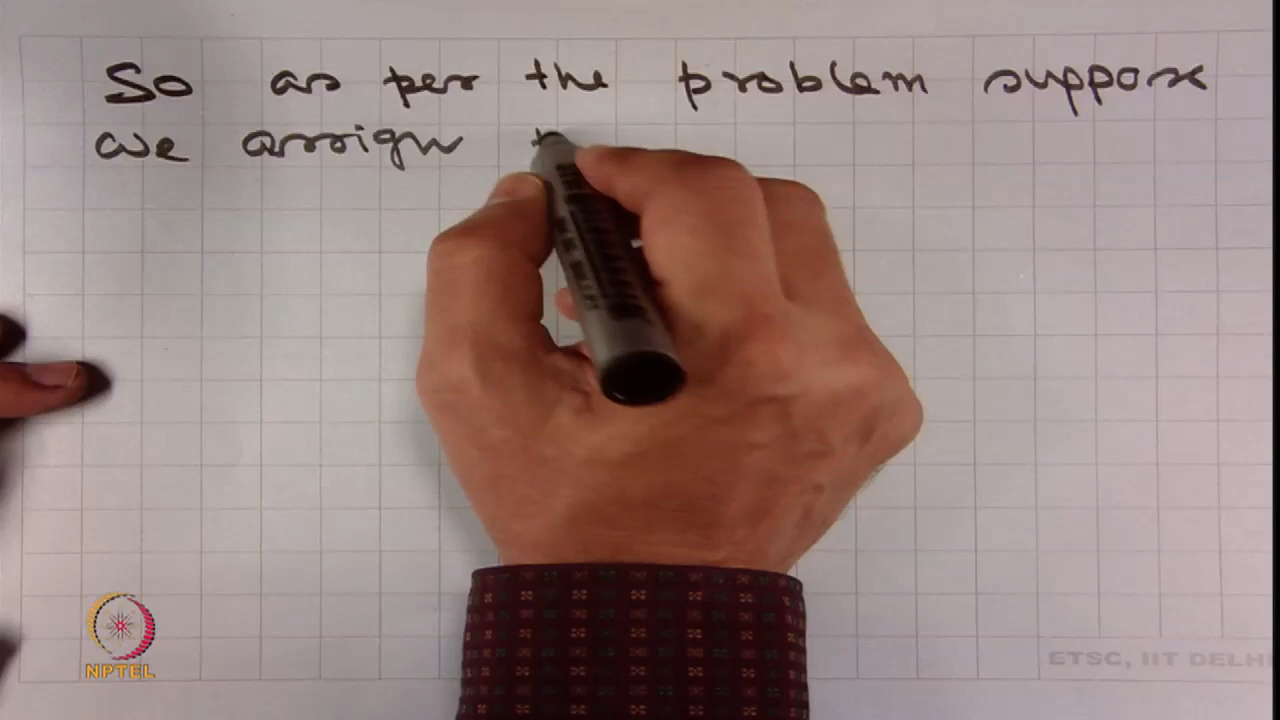 So as per the problem suppose
we assign
NPTEL
ETSC, IIT DELHI